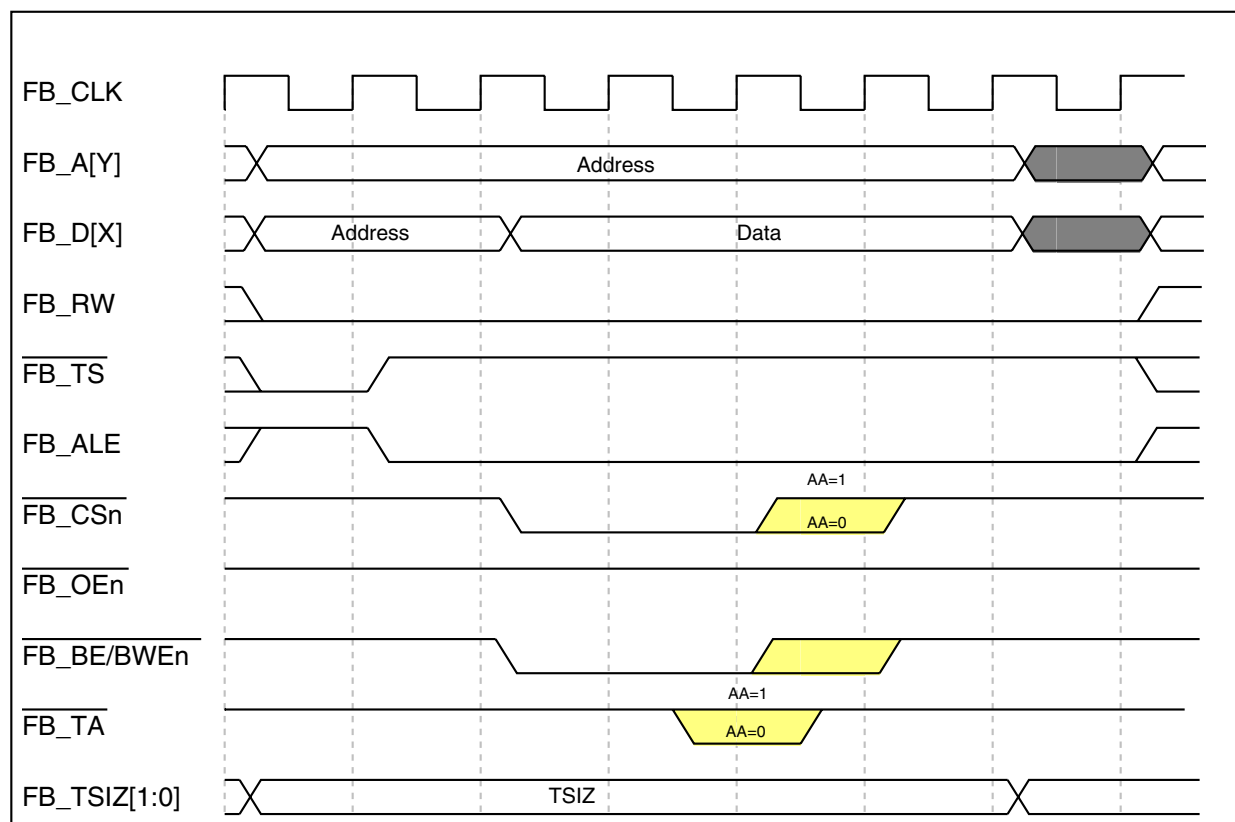 FB_CLK
FB_A[Y]
Address
FB_D[X]
Address
Data
FB_RW
FB_TS
FB_ALE
AA=1
FB_CSn
AA=0
FB_OEn
FB_BE/BWEn
AA=1
FB_TA
AA=0
FB_TSIZ[1:0]
TSIZ